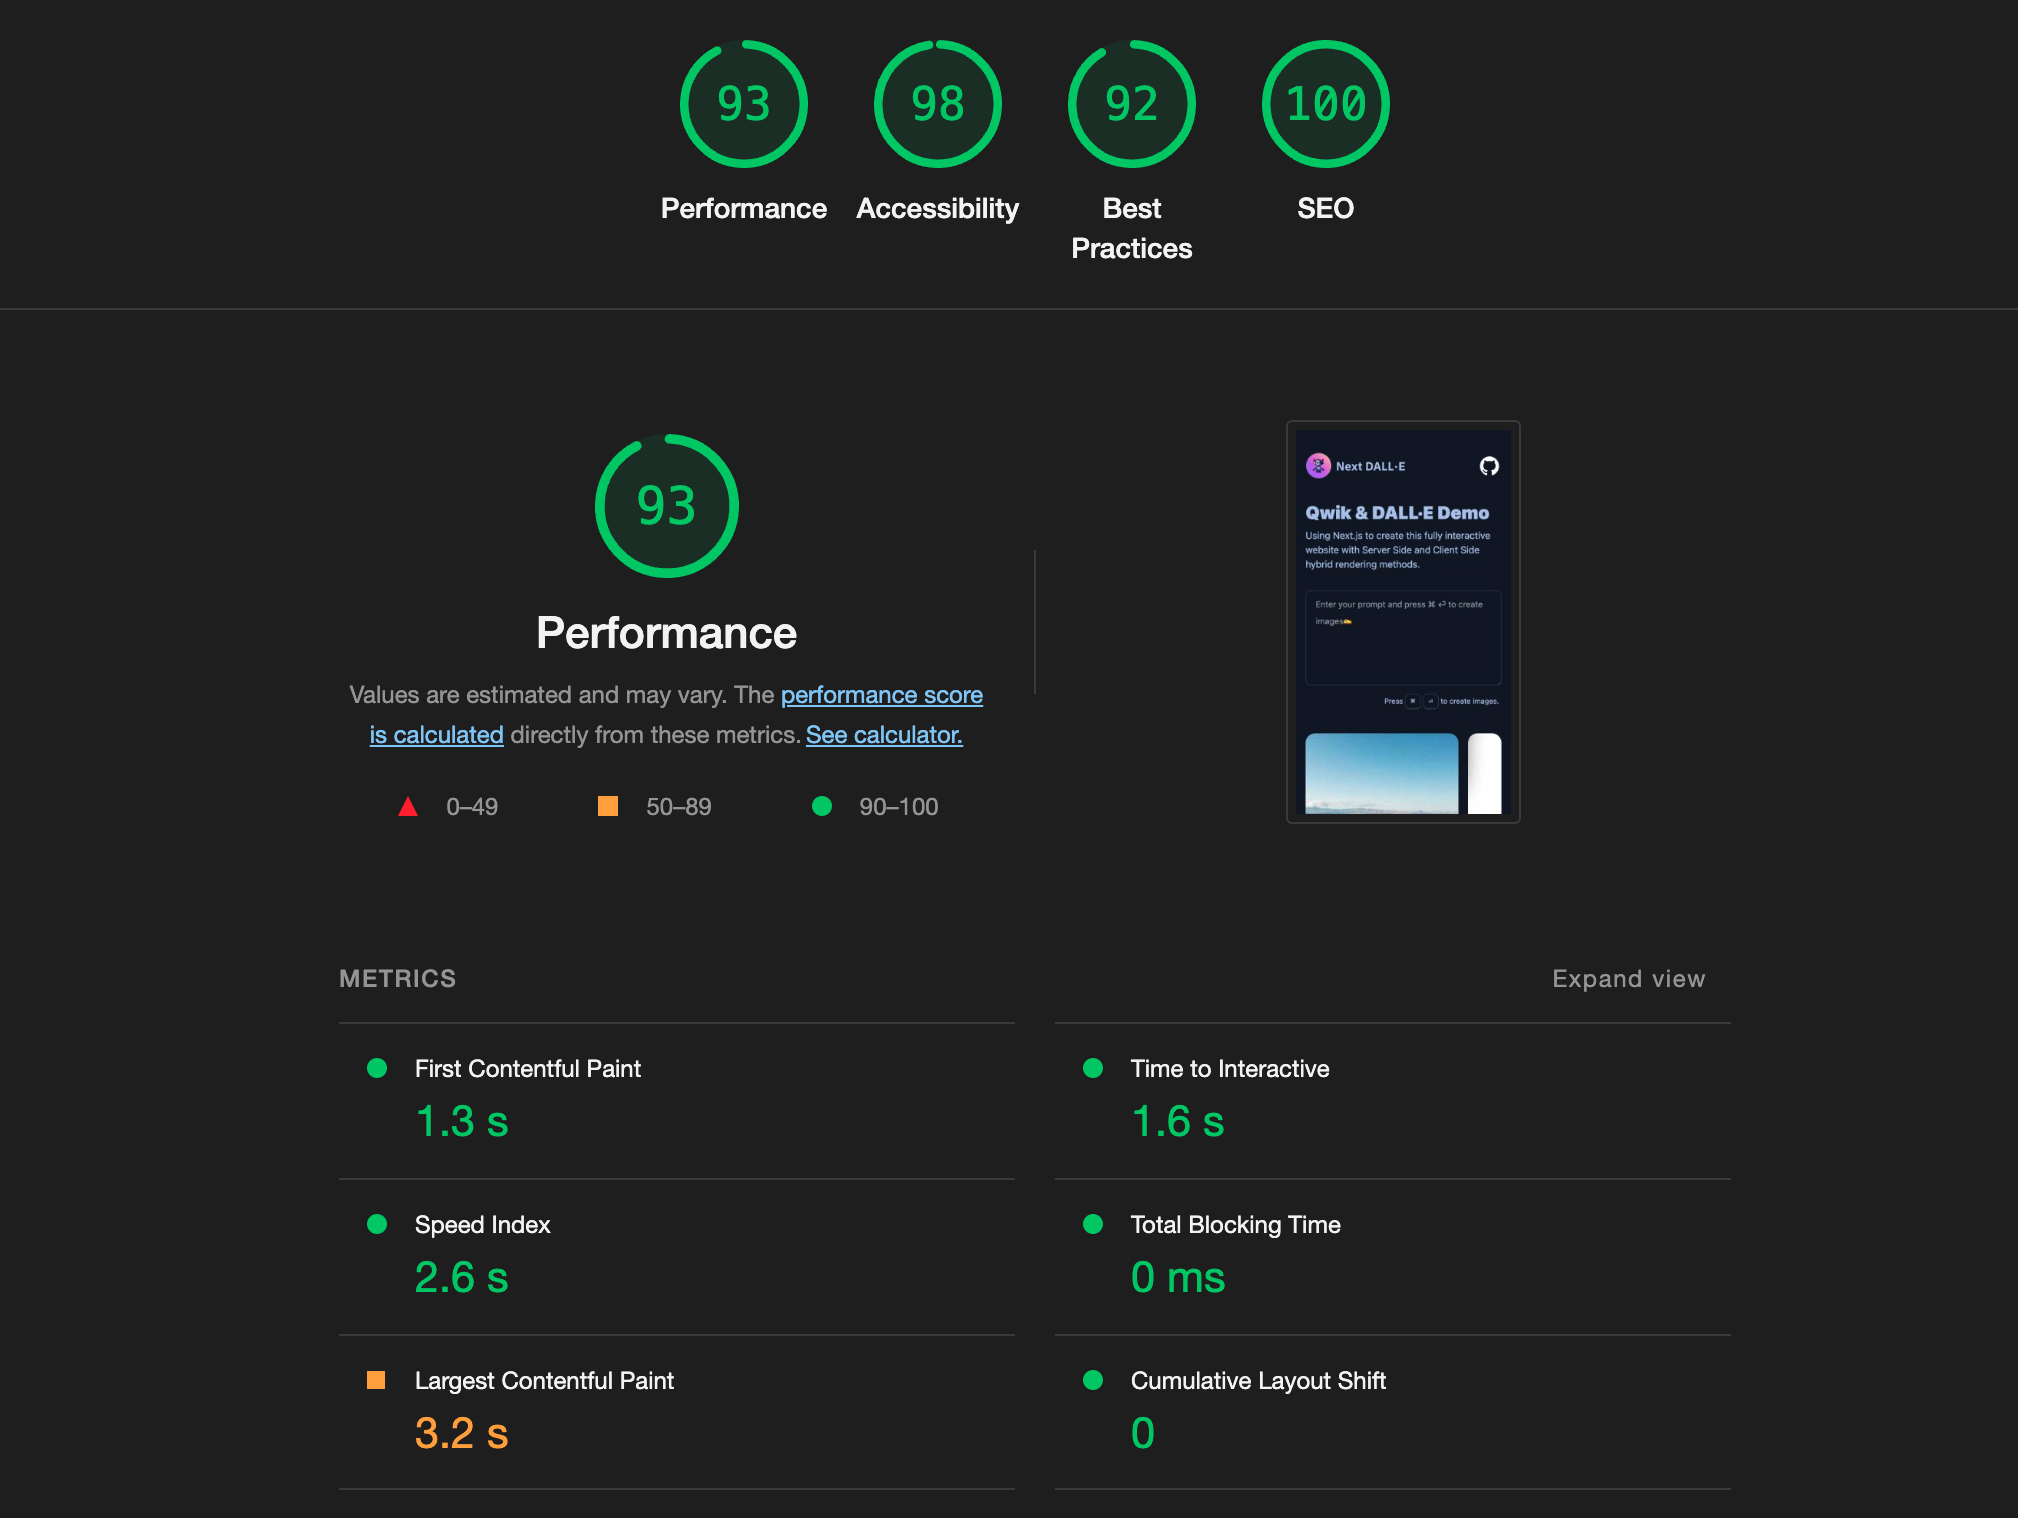 93
98
92
100
Performance
Accessibility
Best
Practices
SEO
93
Performance
Values are estimated and may vary. The performance score
is calculated directly from these metrics. See calculator.
0–49
50–89
90–100
Next DALL·E
Qwik & DALL·E Demo
Using Next.js to create this fully interactive
website with Server Side and Client Side
hybrid rendering methods.
Enter your prompt and press ⌘ ⏎ to create
images✍️
Press ⌘ ⏎ to create images.
METRICS
Expand view
First Contentful Paint
1.3 s
Time to Interactive
1.6 s
Speed Index
2.6 s
Total Blocking Time
0 ms
Largest Contentful Paint
3.2 s
Cumulative Layout Shift
0